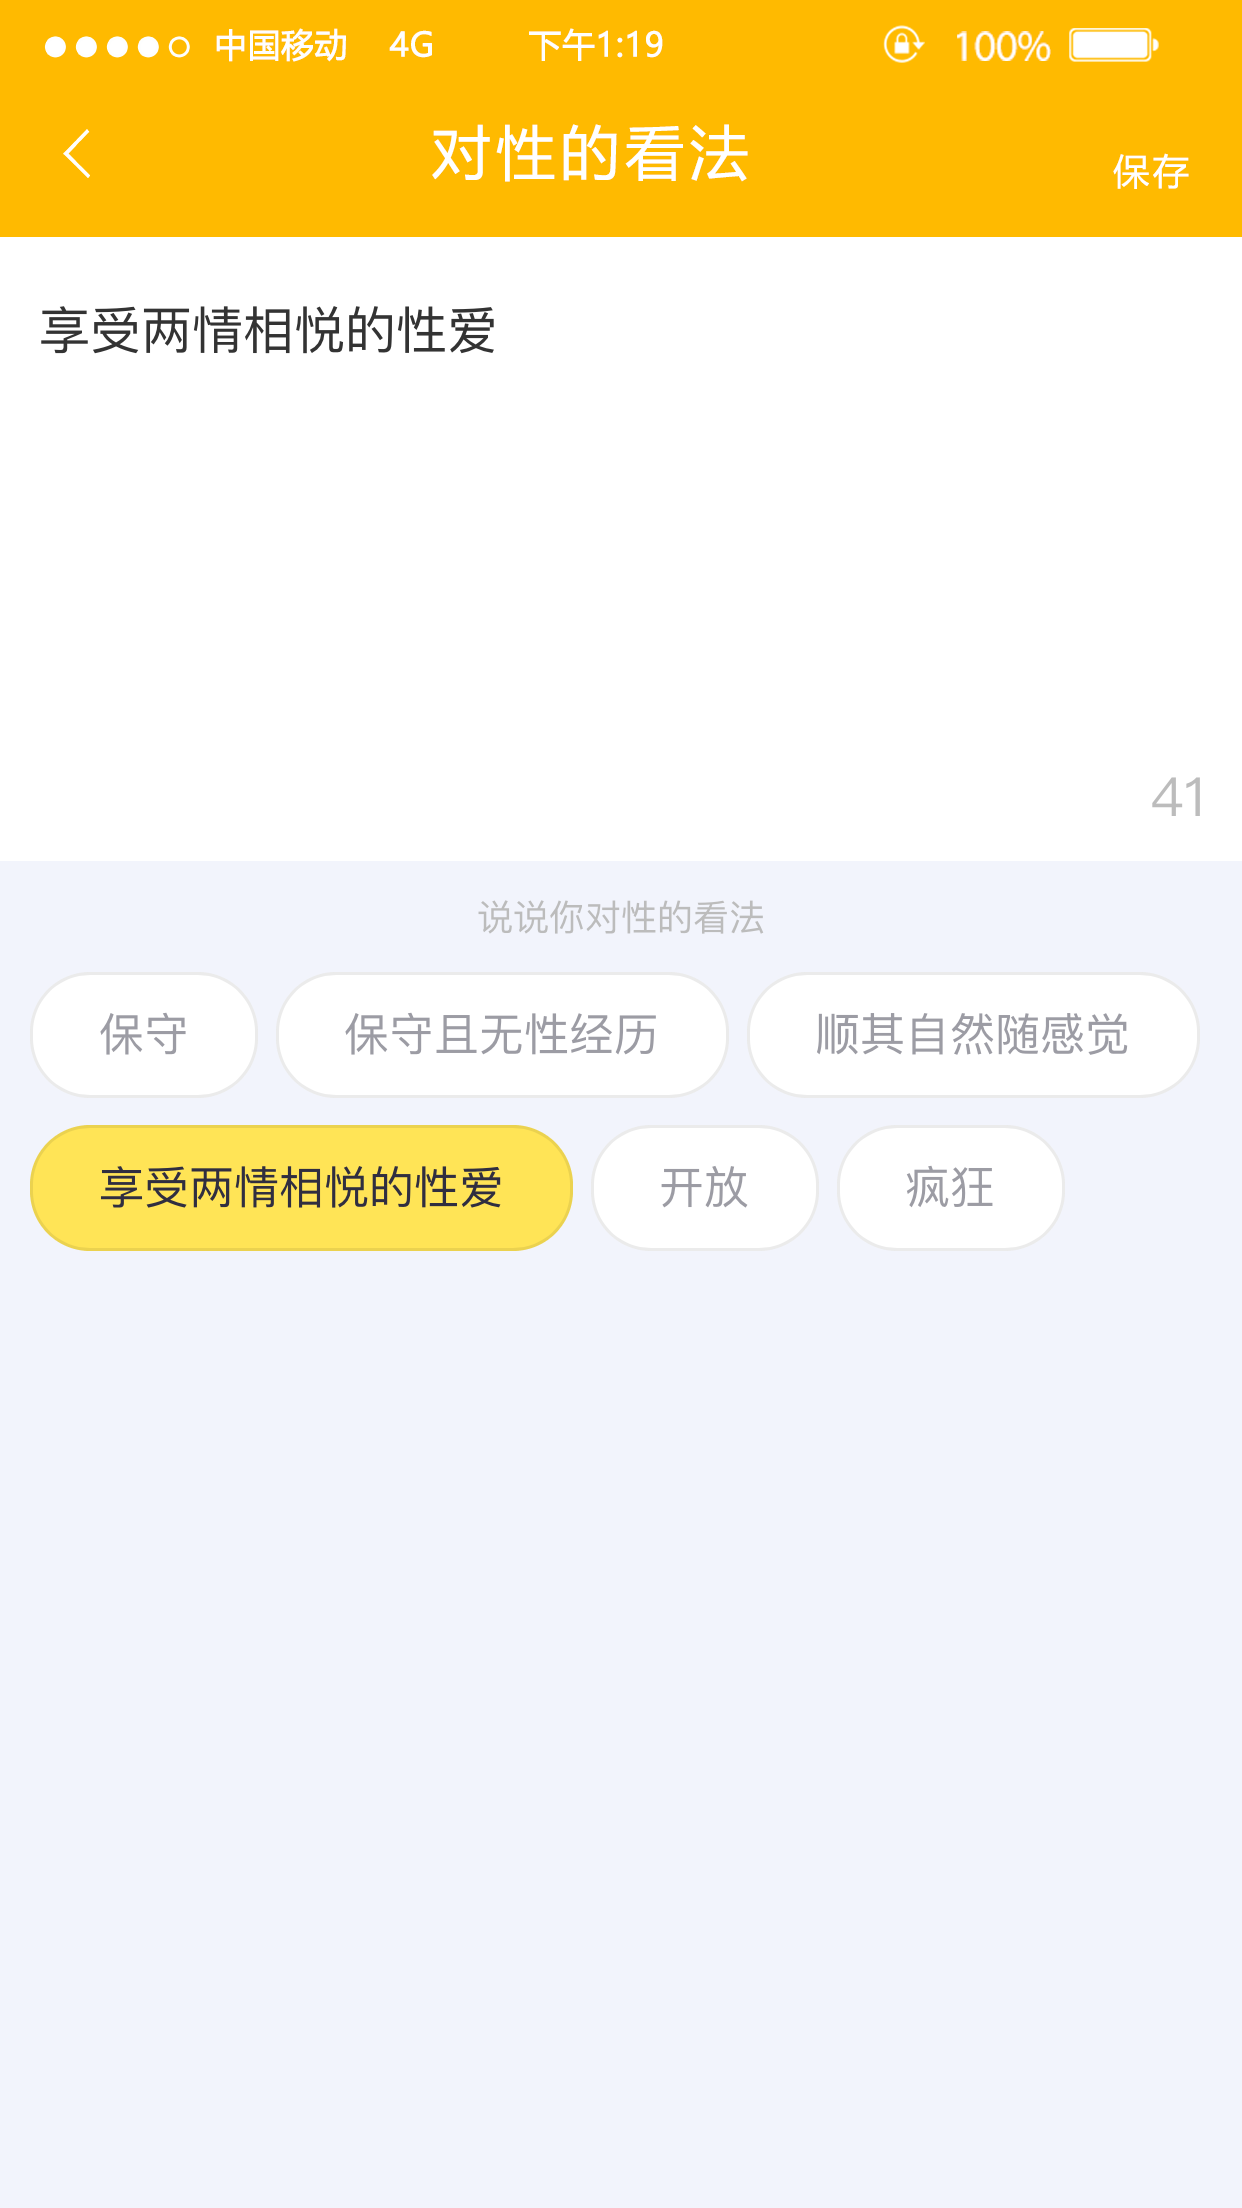 中国移动 4G 下午1:19 100%
对性的看法
保存
享受两情相悦的性爱
41
说说你对性的看法
保守 保守且无性经历 顺其自然随感觉
享受两情相悦的性爱 开放 疯狂